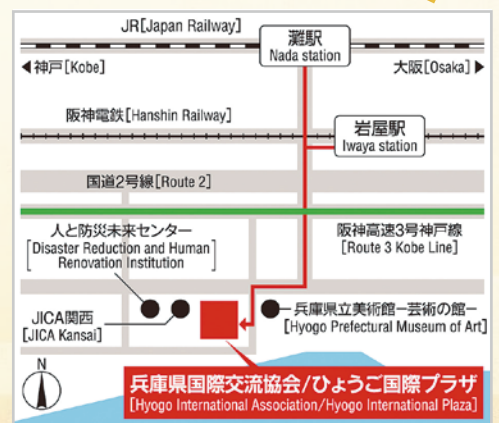 JR[Japan Railway]
灘駅
Nada station
◀神戸[Kobe]
大阪[Osaka]▶
阪神電鉄[Hanshin Railway]
岩屋駅
Iwaya station
国道2号線[Route 2]
人と防災未来センター
[Disaster Reduction and Human
Renovation Institution]
阪神高速3号神戸線
[Route 3 Kobe Line]
JICA関西
[JICA Kansai]
兵庫県立美術館ー芸術の館ー
[Hyogo Prefectural Museum of Art]
N
兵庫県国際交流協会/ひょうご国際プラザ
[Hyogo International Association/Hyogo International Plaza]